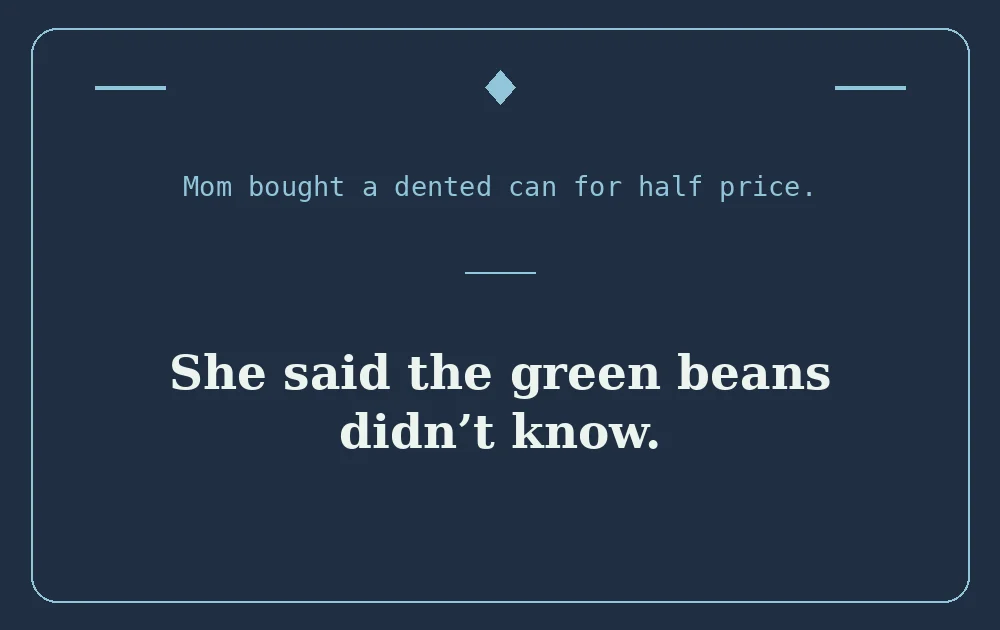 Mom bought a dented can for half price.
She said the green beans
didn’t know.